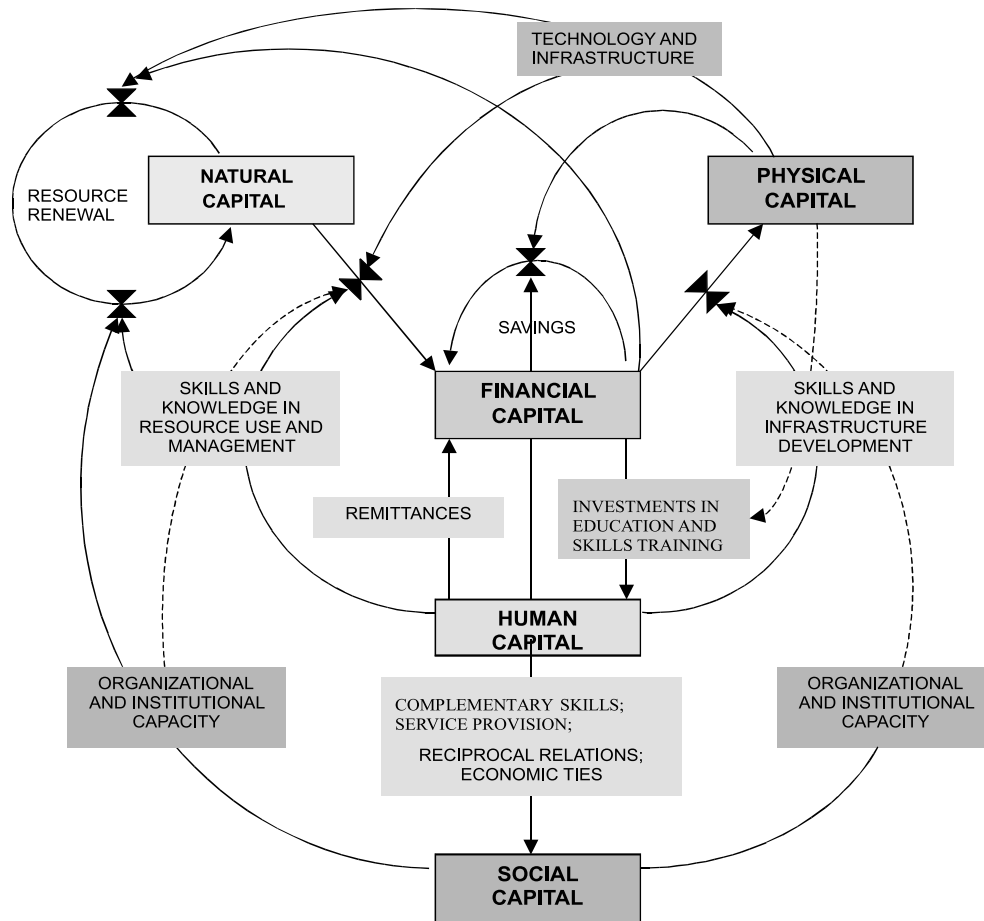 TECHNOLOGY AND
INFRASTRUCTURE
NATURAL
CAPITAL
PHYSICAL
CAPITAL
RESOURCE
RENEWAL
SAVINGS
FINANCIAL
CAPITAL
SKILLS AND
KNOWLEDGE IN
RESOURCE USE AND
MANAGEMENT
SKILLS AND
KNOWLEDGE IN
INFRASTRUCTURE
DEVELOPMENT
REMITTANCES
INVESTMENTS IN
EDUCATION AND
SKILLS TRAINING
HUMAN
CAPITAL
ORGANIZATIONAL
AND INSTITUTIONAL
CAPACITY
COMPLEMENTARY SKILLS;
SERVICE PROVISION;
RECIPROCAL RELATIONS;
ECONOMIC TIES
ORGANIZATIONAL
AND INSTITUTIONAL
CAPACITY
SOCIAL
CAPITAL